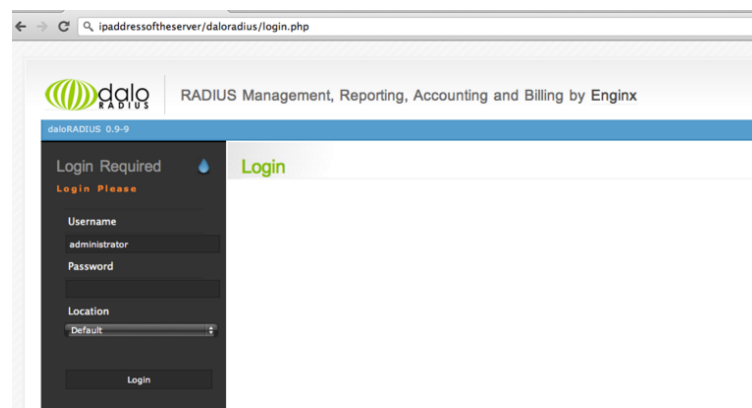 ipaddressoftheserver/daloradius/login.php
dalo
RADIUS
RADIUS Management, Reporting, Accounting and Billing by Enginx
daloRADIUS 0.9-9
Login Required
Login
Login Please
Username
administrator
Password
Location
Default
Login